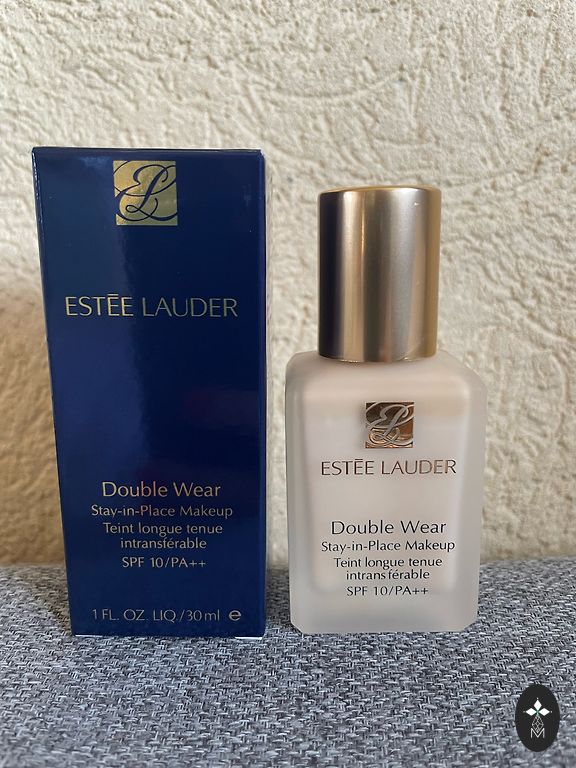 ESTĒE LAUDER
Double Wear
Stay-in-Place Makeup
Teint longue tenue
intransférable
SPF 10/PA++
1 FL. OZ. LIQ./30 ml e
ESTĒE LAUDER
Double Wear
Stay-in-Place Makeup
Teint longue tenue
intransférable
SPF 10/PA++